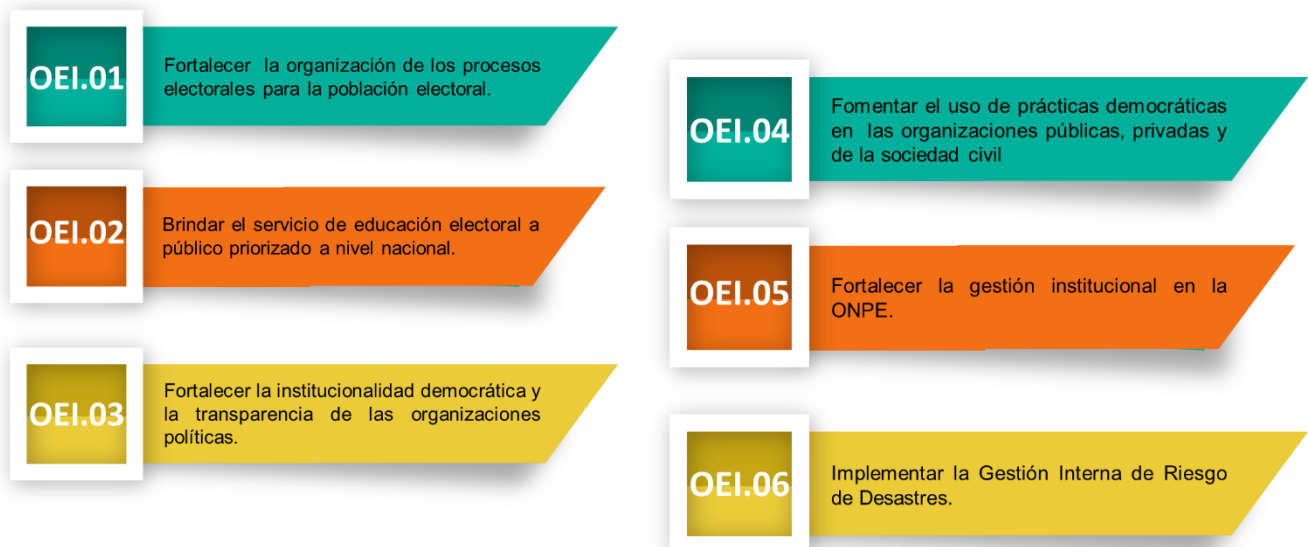 OEI.01
Fortalecer la organización de los procesos
electorales para la población electoral.
OEI.02
Brindar el servicio de educación electoral a
público priorizado a nivel nacional.
OEI.03
Fortalecer la institucionalidad democrática y
la transparencia de las organizaciones
políticas.
OEI.04
Fomentar el uso de prácticas democráticas
en las organizaciones públicas, privadas y
de la sociedad civil
OEI.05
Fortalecer la gestión institucional en la
ONPE.
OEI.06
Implementar la Gestión Interna de Riesgo
de Desastres.